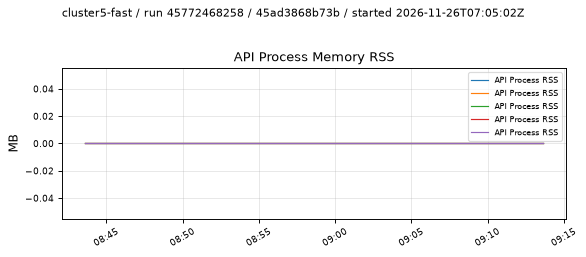 cluster5-fast / run 45772468258 / 45ad3868b73b / started 2026-11-26T07:05:02Z
API Process Memory RSS
API Process RSS
API Process RSS
API Process RSS
API Process RSS
API Process RSS
MB
0.04
0.02
0.00
−0.02
−0.04
08:45
08:50
08:55
09:00
09:05
09:10
09:15